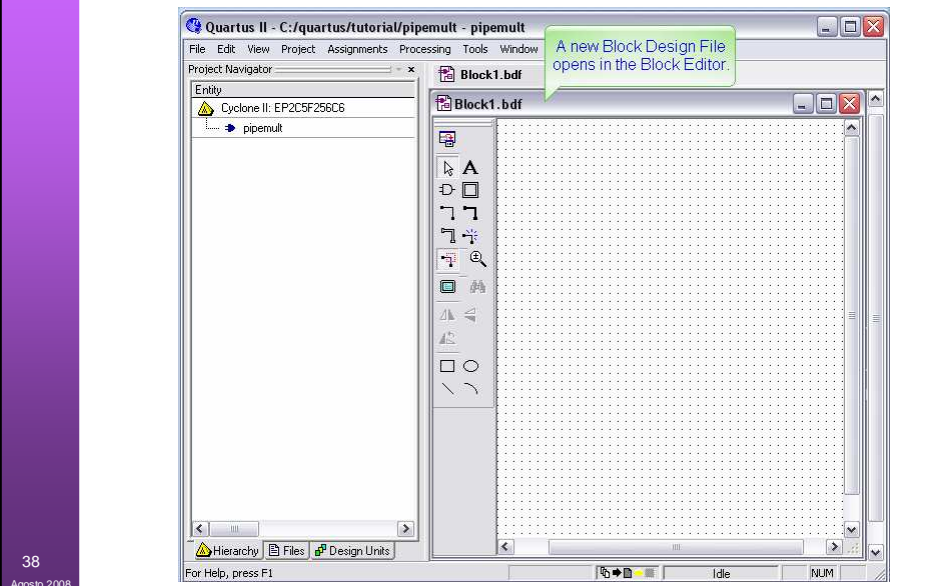 Quartus II - C:/quartus/tutorial/pipemult - pipemult
File Edit View Project Assignments Processing Tools Window
A new Block Design File
opens in the Block Editor.
Project Navigator
Entity
Cyclone II: EP2C5F256C6
pipemult
Hierarchy Files Design Units
Block1.bdf
Block1.bdf
A
For Help, press F1
Idle
NUM
38
Agosto 2008